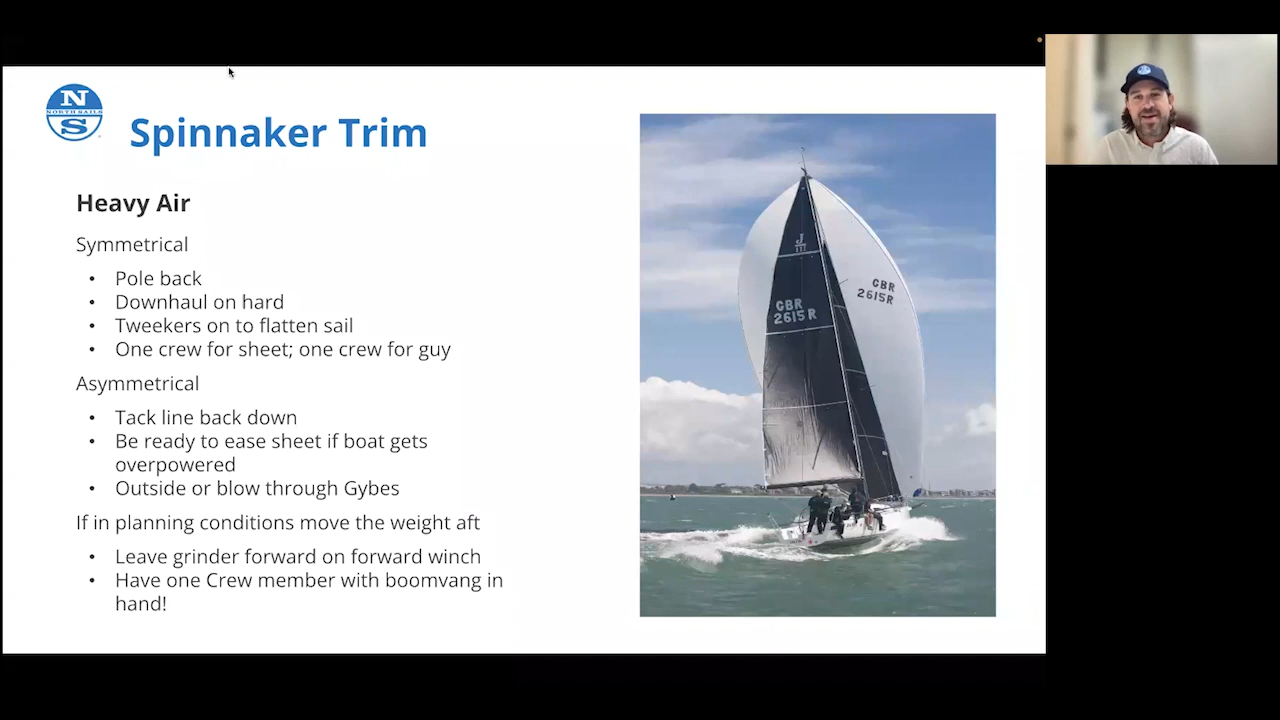 N
NORTH SAILS
S
Spinnaker Trim
Heavy Air
Symmetrical
• Pole back
• Downhaul on hard
• Tweekers on to flatten sail
• One crew for sheet; one crew for guy
Asymmetrical
• Tack line back down
• Be ready to ease sheet if boat gets
overpowered
• Outside or blow through Gybes
If in planning conditions move the weight aft
• Leave grinder forward on forward winch
• Have one Crew member with boomvang in
hand!
J
111
GBR
2615R
GBR
2615R